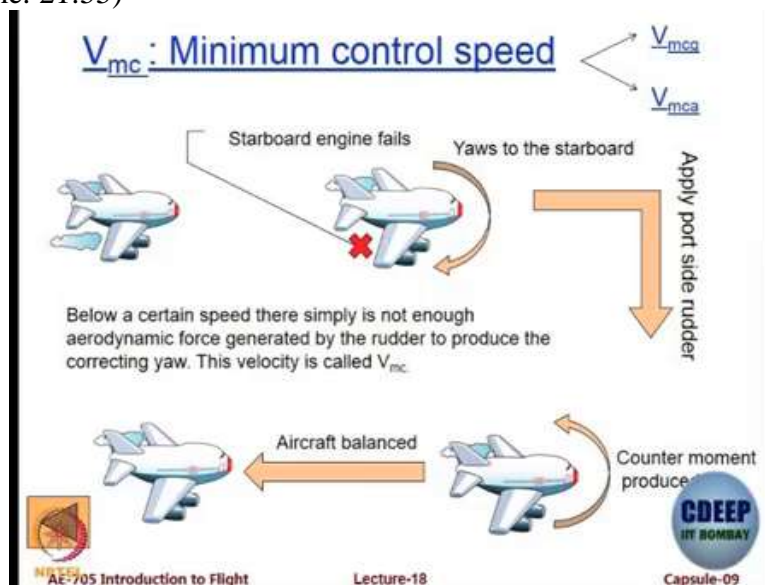 21:55)
V_mc : Minimum control speed
V_mcg
V_mca
Starboard engine fails
Yaws to the starboard
Apply port side rudder
Below a certain speed there simply is not enough
aerodynamic force generated by the rudder to produce the
correcting yaw. This velocity is called V_mc.
Aircraft balanced
Counter moment
CDEEP
IIT BOMBAY
NPTEL
AE-705 Introduction to Flight
Lecture-18
Capsule-09